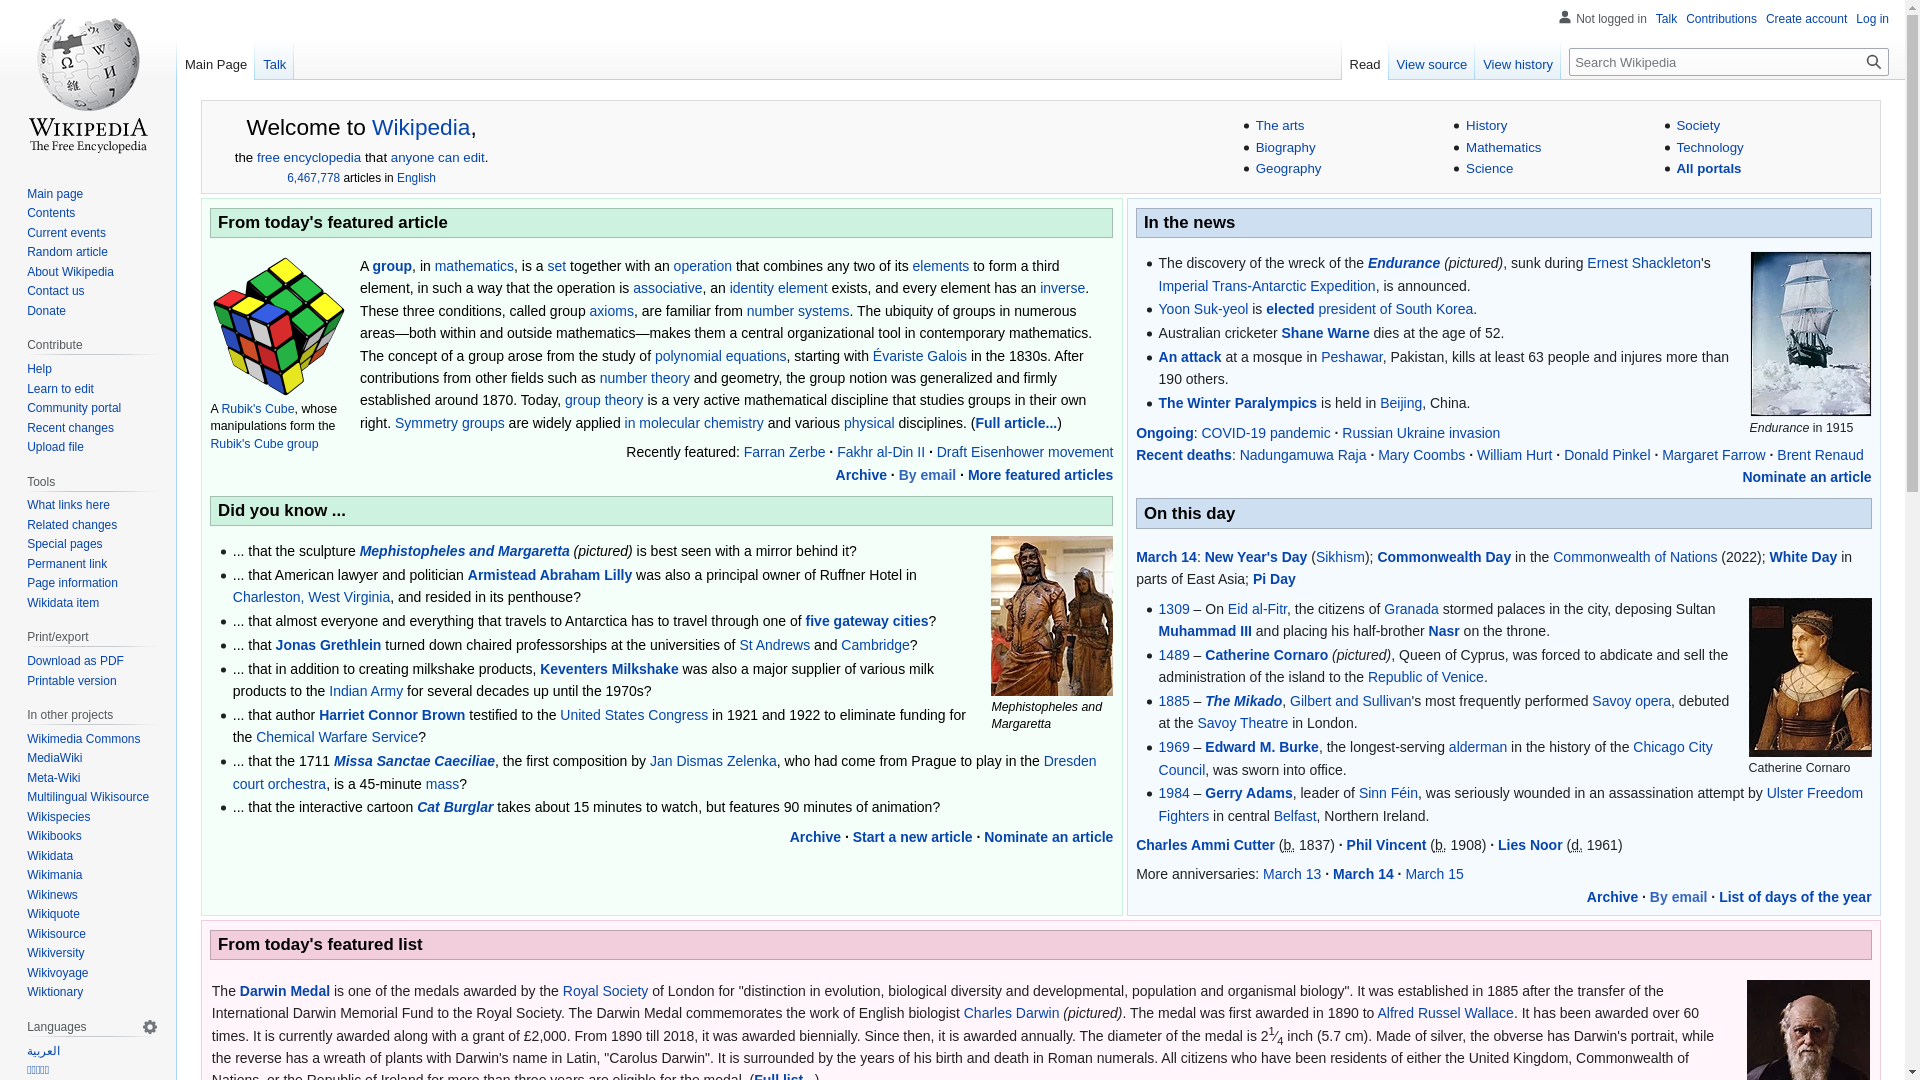 Not logged in Talk Contributions Create account Log in
Main Page Talk
Read View source View history Search Wikipedia
WIKIPEDIA
The Free Encyclopedia
Main page
Contents
Current events
Random article
About Wikipedia
Contact us
Donate
Contribute
Help
Learn to edit
Community portal
Recent changes
Upload file
Tools
What links here
Related changes
Special pages
Permanent link
Page information
Wikidata item
Print/export
Download as PDF
Printable version
In other projects
Wikimedia Commons
MediaWiki
Meta-Wiki
Multilingual Wikisource
Wikispecies
Wikibooks
Wikidata
Wikimania
Wikinews
Wikiquote
Wikisource
Wikiversity
Wikivoyage
Wiktionary
Languages
العربية
Welcome to Wikipedia,
the free encyclopedia that anyone can edit.
6,467,778 articles in English
The arts
Biography
Geography
History
Mathematics
Science
Society
Technology
All portals
From today's featured article
A Rubik's Cube, whose
manipulations form the
Rubik's Cube group
A group, in mathematics, is a set together with an operation that combines any two of its elements to form a third
element, in such a way that the operation is associative, an identity element exists, and every element has an inverse.
These three conditions, called group axioms, are familiar from number systems. The ubiquity of groups in numerous
areas—both within and outside mathematics—makes them a central organizational tool in contemporary mathematics.
The concept of a group arose from the study of polynomial equations, starting with Évariste Galois in the 1830s. After
contributions from other fields such as number theory and geometry, the group notion was generalized and firmly
established around 1870. Today, group theory is a very active mathematical discipline that studies groups in their own
right. Symmetry groups are widely applied in molecular chemistry and various physical disciplines. (Full article...)
Recently featured: Farran Zerbe · Fakhr al-Din II · Draft Eisenhower movement
Archive · By email · More featured articles
Did you know ...
... that the sculpture Mephistopheles and Margaretta (pictured) is best seen with a mirror behind it?
... that American lawyer and politician Armistead Abraham Lilly was also a principal owner of Ruffner Hotel in
Charleston, West Virginia, and resided in its penthouse?
... that almost everyone and everything that travels to Antarctica has to travel through one of five gateway cities?
... that Jonas Grethlein turned down chaired professorships at the universities of St Andrews and Cambridge?
... that in addition to creating milkshake products, Keventers Milkshake was also a major supplier of various milk
products to the Indian Army for several decades up until the 1970s?
... that author Harriet Connor Brown testified to the United States Congress in 1921 and 1922 to eliminate funding for
the Chemical Warfare Service?
... that the 1711 Missa Sanctae Caeciliae, the first composition by Jan Dismas Zelenka, who had come from Prague to play in the Dresden
court orchestra, is a 45-minute mass?
... that the interactive cartoon Cat Burglar takes about 15 minutes to watch, but features 90 minutes of animation?
Mephistopheles and
Margaretta
Archive · Start a new article · Nominate an article
In the news
The discovery of the wreck of the Endurance (pictured), sunk during Ernest Shackleton's
Imperial Trans-Antarctic Expedition, is announced.
Yoon Suk-yeol is elected president of South Korea.
Australian cricketer Shane Warne dies at the age of 52.
An attack at a mosque in Peshawar, Pakistan, kills at least 63 people and injures more than
190 others.
The Winter Paralympics is held in Beijing, China.
Endurance in 1915
Ongoing: COVID-19 pandemic · Russian Ukraine invasion
Recent deaths: Nadungamuwa Raja · Mary Coombs · William Hurt · Donald Pinkel · Margaret Farrow · Brent Renaud
Nominate an article
On this day
March 14: New Year's Day (Sikhism); Commonwealth Day in the Commonwealth of Nations (2022); White Day in
parts of East Asia; Pi Day
1309 – On Eid al-Fitr, the citizens of Granada stormed palaces in the city, deposing Sultan
Muhammad III and placing his half-brother Nasr on the throne.
1489 – Catherine Cornaro (pictured), Queen of Cyprus, was forced to abdicate and sell the
administration of the island to the Republic of Venice.
1885 – The Mikado, Gilbert and Sullivan's most frequently performed Savoy opera, debuted
at the Savoy Theatre in London.
1969 – Edward M. Burke, the longest-serving alderman in the history of the Chicago City
Council, was sworn into office.
1984 – Gerry Adams, leader of Sinn Féin, was seriously wounded in an assassination attempt by Ulster Freedom
Fighters in central Belfast, Northern Ireland.
Catherine Cornaro
Charles Ammi Cutter (b. 1837) · Phil Vincent (b. 1908) · Lies Noor (d. 1961)
More anniversaries: March 13 · March 14 · March 15
Archive · By email · List of days of the year
From today's featured list
The Darwin Medal is one of the medals awarded by the Royal Society of London for "distinction in evolution, biological diversity and developmental, population and organismal biology". It was established in 1885 after the transfer of the
International Darwin Memorial Fund to the Royal Society. The Darwin Medal commemorates the work of English biologist Charles Darwin (pictured). The medal was first awarded in 1890 to Alfred Russel Wallace. It has been awarded over 60
times. It is currently awarded along with a grant of £2,000. From 1890 till 2018, it was awarded biennially. Since then, it is awarded annually. The diameter of the medal is 2 1⁄4 inch (5.7 cm). Made of silver, the obverse has Darwin's portrait, while
the reverse has a wreath of plants with Darwin's name in Latin, "Carolus Darwin". It is surrounded by the years of his birth and death in Roman numerals. All citizens who have been residents of either the United Kingdom, Commonwealth of
Nations, or the Republic of Ireland for more than three years are eligible for the medal. (Full list...)